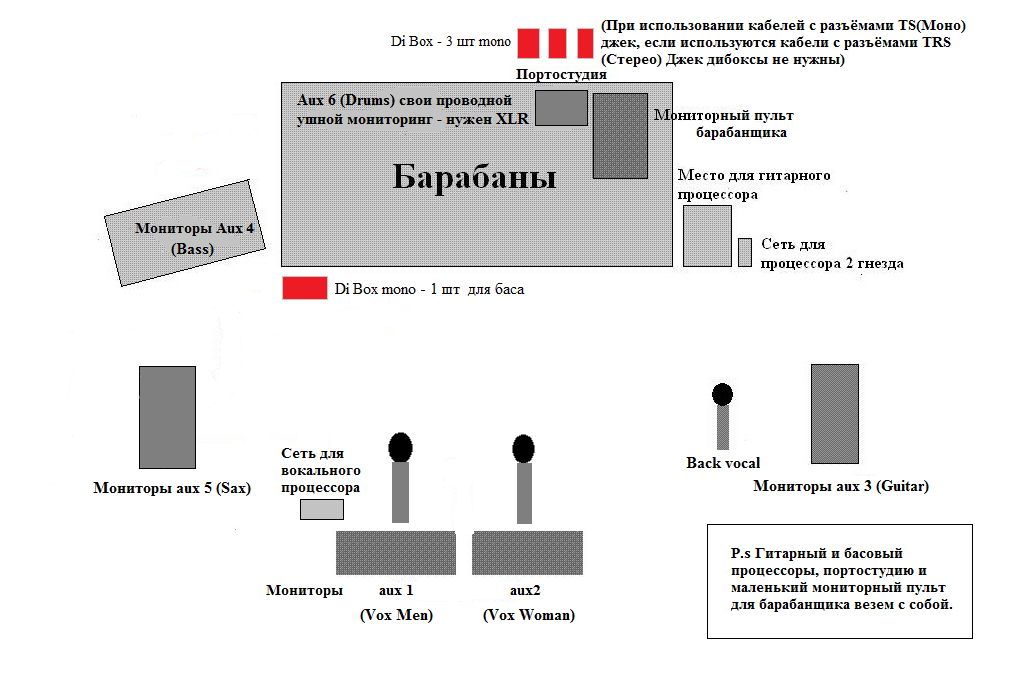 Di Box - 3 шт mono
(При использовании кабелей с разъёмами TS(Моно)
джек, если используются кабели с разъёмами TRS
(Стерео) Джек дибоксы не нужны)
Портостудия
Aux 6 (Drums) свои проводной
ушной мониторинг - нужен XLR
Мониторный пульт
барабанщика
Барабаны
Место для гитарного
процессора
Мониторы Aux 4
(Bass)
Сеть для
процессора 2 гнезда
Di Box mono - 1 шт для баса
Сеть для
вокального
процессора
Back vocal
Мониторы aux 5 (Sax)
Мониторы aux 3 (Guitar)
Мониторы aux 1 aux2
(Vox Men) (Vox Woman)
P.s Гитарный и басовый
процессоры, портостудию и
маленький мониторный пульт
для барабанщика везем с собой.